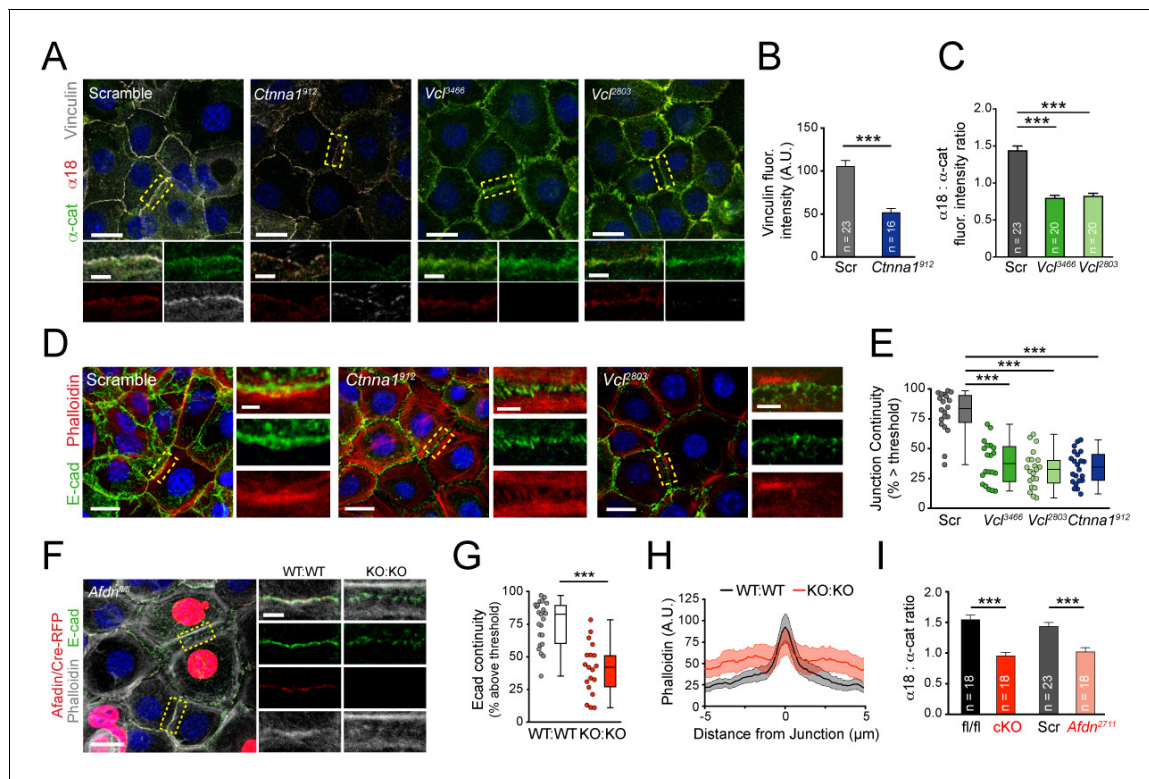 A
α-cat α18 Vinculin
Scramble
Ctnna1⁹¹²
Vcl³⁴⁶⁶
Vcl²⁸⁰³
B
Vinculin fluor.
intensity (A.U.)
150
100
50
0
n = 23
n = 16
***
Scr Ctnna1⁹¹²
C
α18 : α-cat
fluor. intensity ratio
2.0
1.5
1.0
0.5
0.0
n = 23
n = 20
n = 20
***
***
Scr Vcl³⁴⁶⁶ Vcl²⁸⁰³
D
E-cad Phalloidin
Scramble
Ctnna1⁹¹²
Vcl²⁸⁰³
E
Junction Continuity
(% > threshold)
100
75
50
25
0
***
***
***
Scr Vcl³⁴⁶⁶ Vcl²⁸⁰³ Ctnna1⁹¹²
F
Afadin/Cre-RFP
Phalloidin E-cad
Afdnᶠˡ/ᶠˡ
WT:WT
KO:KO
G
Ecad continuity
(% above threshold)
100
75
50
25
0
***
WT:WT KO:KO
H
WT:WT KO:KO
Phalloidin (A.U.)
125
100
75
50
25
0
-5 0 5
Distance from Junction (µm)
I
α18 : α-cat ratio
2.0
1.5
1.0
0.5
0.0
n = 18
n = 18
n = 23
n = 18
***
***
fl/fl cKO Scr Afdn²⁷¹¹